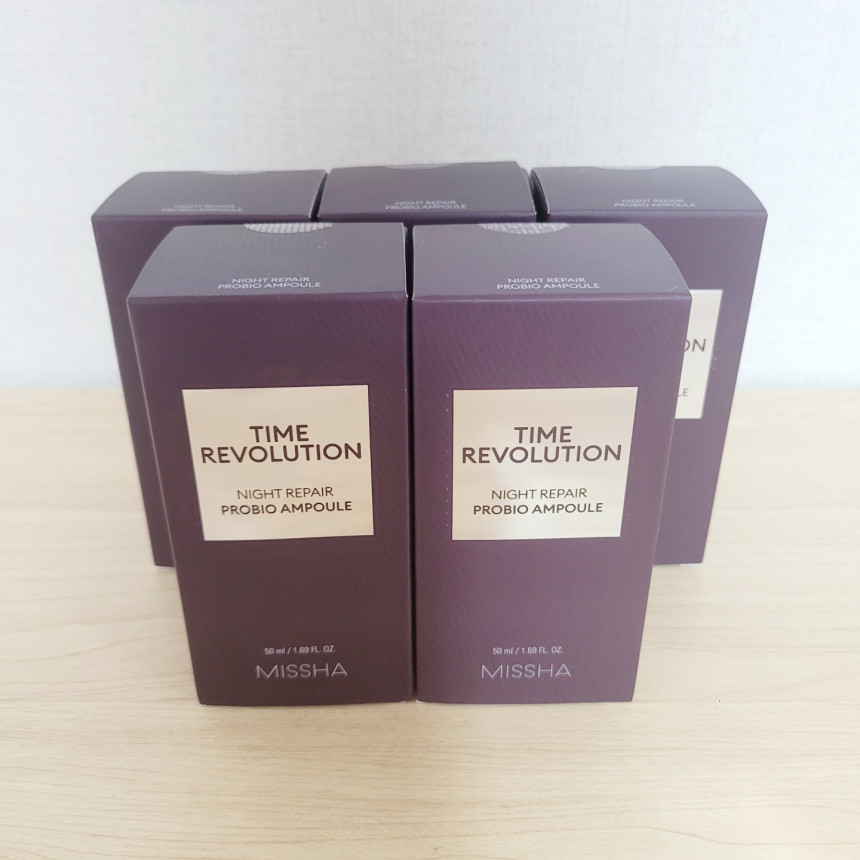 NIGHT REPAIR
PROBIO AMPOULE
NIGHT REPAIR
PROBIO AMPOULE
NIGHT REPAIR
PROBIO AMPOULE
ON
LE
NIGHT REPAIR
PROBIO AMPOULE
TIME
REVOLUTION
NIGHT REPAIR
PROBIO AMPOULE
50 ml / 1.69 FL. OZ.
MISSHA
NIGHT REPAIR
PROBIO AMPOULE
TIME
REVOLUTION
NIGHT REPAIR
PROBIO AMPOULE
50 ml / 1.69 FL. OZ.
MISSHA